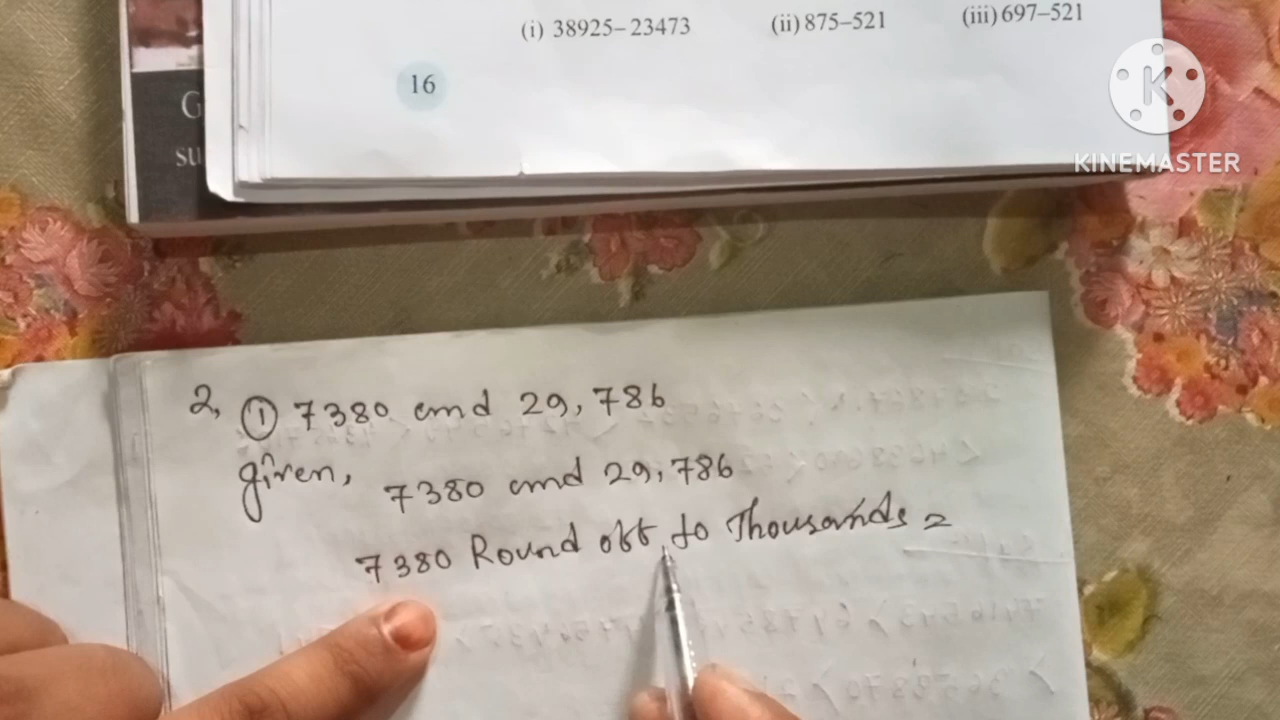 (i) 38925–23473 (ii) 875–521 (iii) 697–521
16
G
su
KINEMASTER
2, ① 7380 and 29,786
given, 7380 and 29,786
7380 Round off to Thousands =